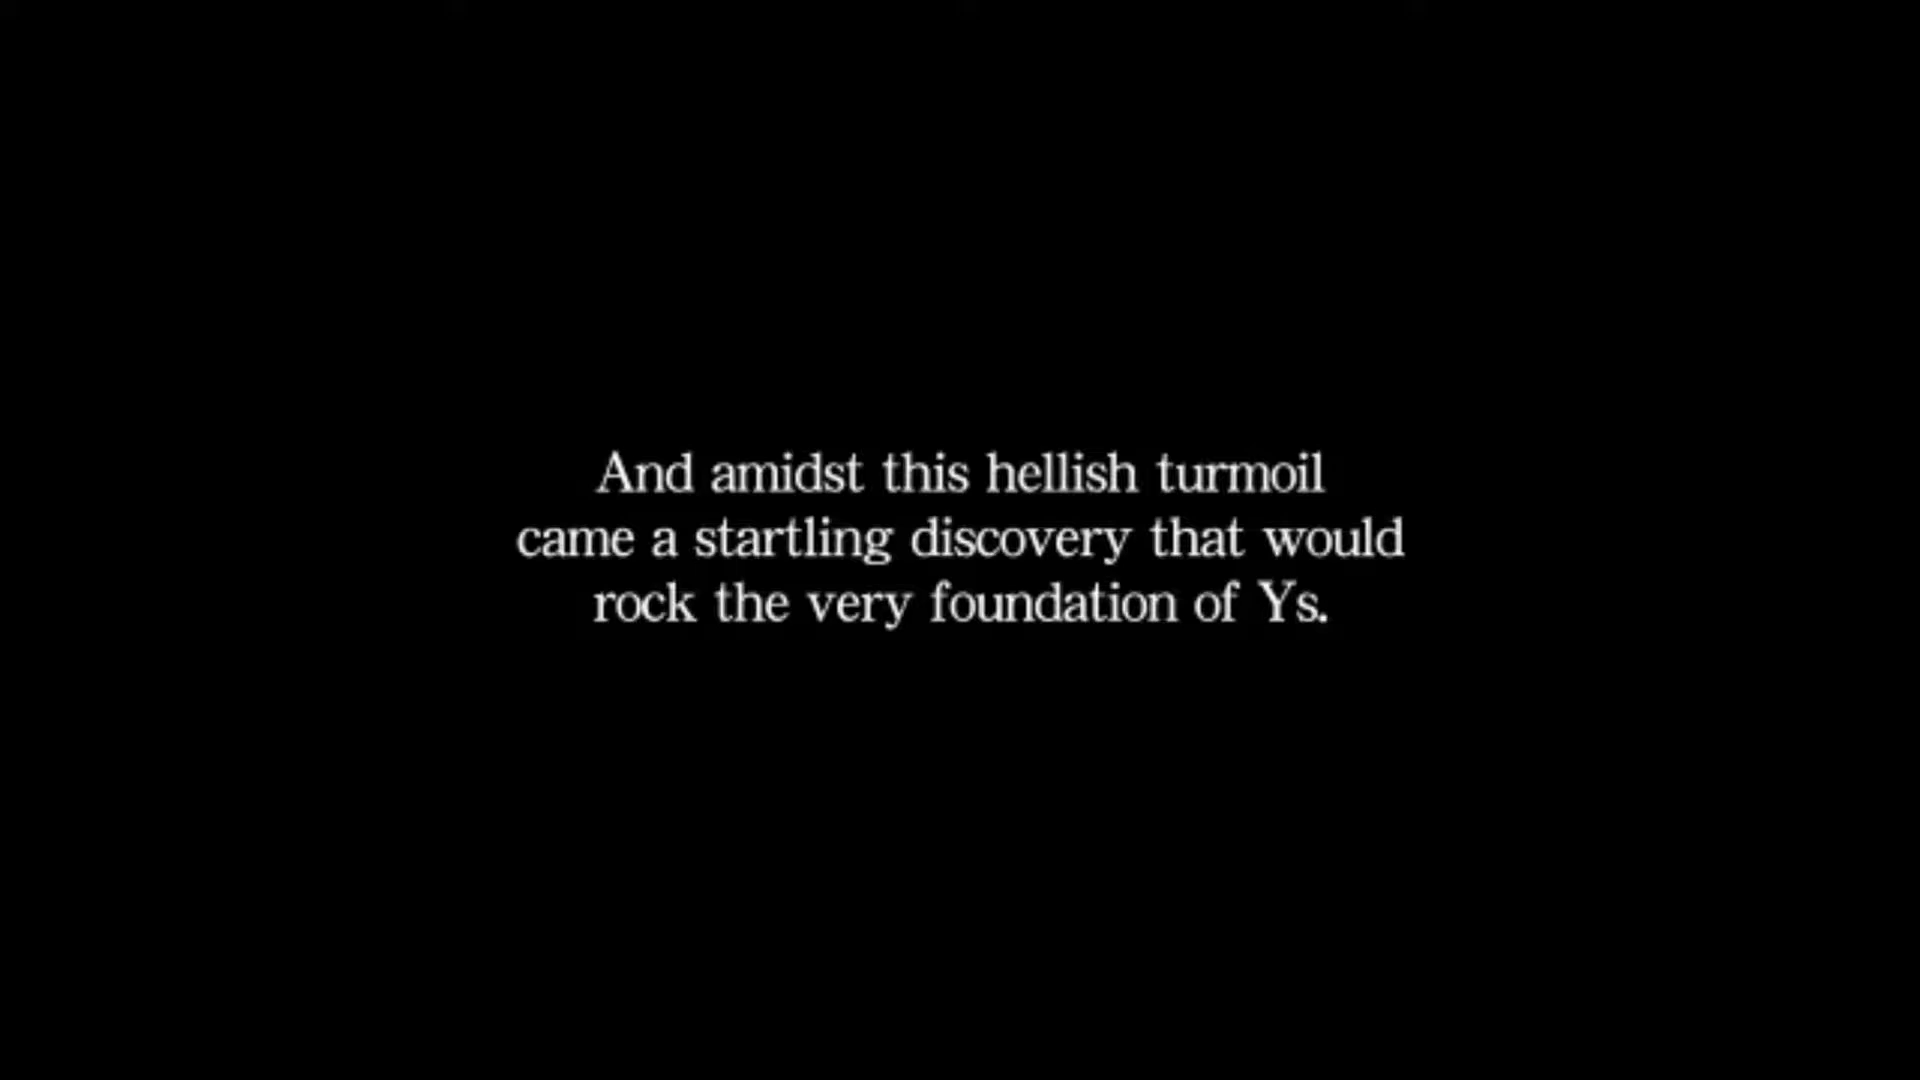 And amidst this hellish turmoil
came a startling discovery that would
rock the very foundation of Ys.